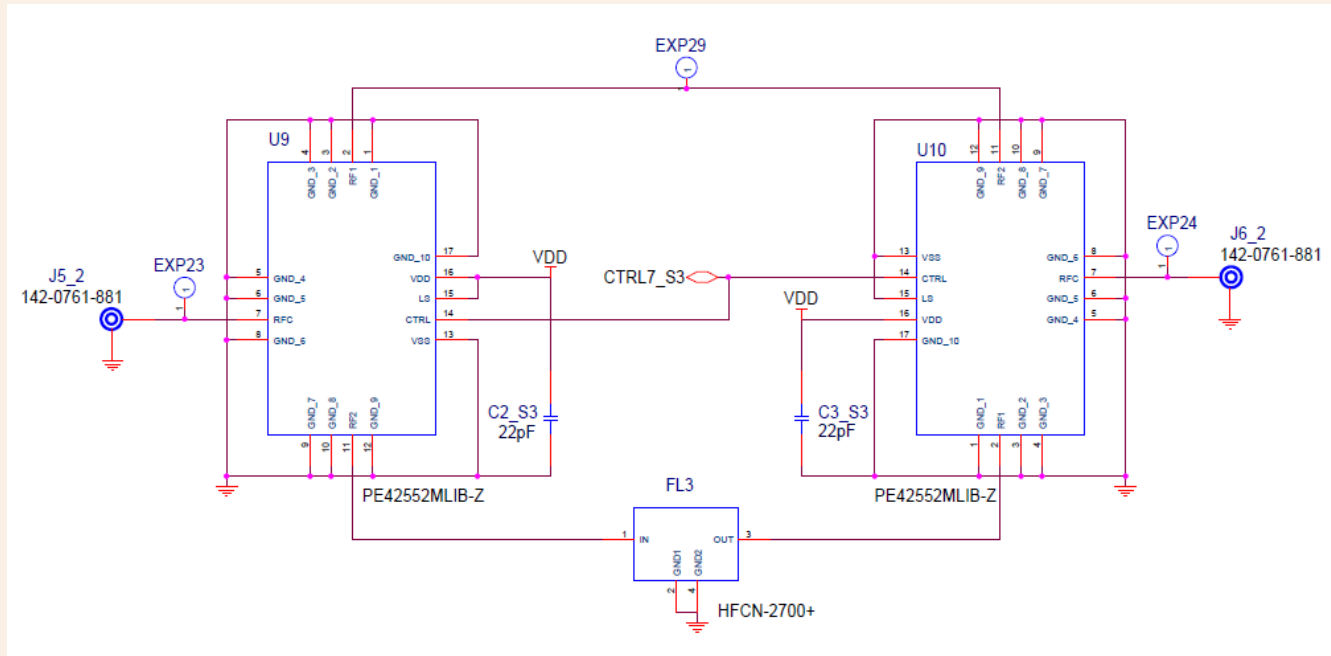 EXP29
1
U9
4
3
2
1
GND_3
GND_2
RF1
GND_1
GND_10
17
VDD
16
LS
15
CTRL
14
VSS
13
5
GND_4
6
GND_5
7
RFC
8
GND_6
GND_7
GND_8
RF2
GND_9
9
10
11
12
J5_2
142-0761-881
EXP23
1
1
VDD
C2_S3
22pF
PE42552MLIB-Z
CTRL7_S3
VDD
C3_S3
22pF
U10
12
11
10
9
GND_9
RF2
GND_8
GND_7
13
VSS
14
CTRL
15
LS
16
VDD
17
GND_10
GND_6
8
RFC
7
GND_5
6
GND_4
5
GND_1
RF1
GND_2
GND_3
1
2
3
4
PE42552MLIB-Z
EXP24
1
1
J6_2
142-0761-881
FL3
1
IN
OUT
3
GND1
GND2
2
4
HFCN-2700+